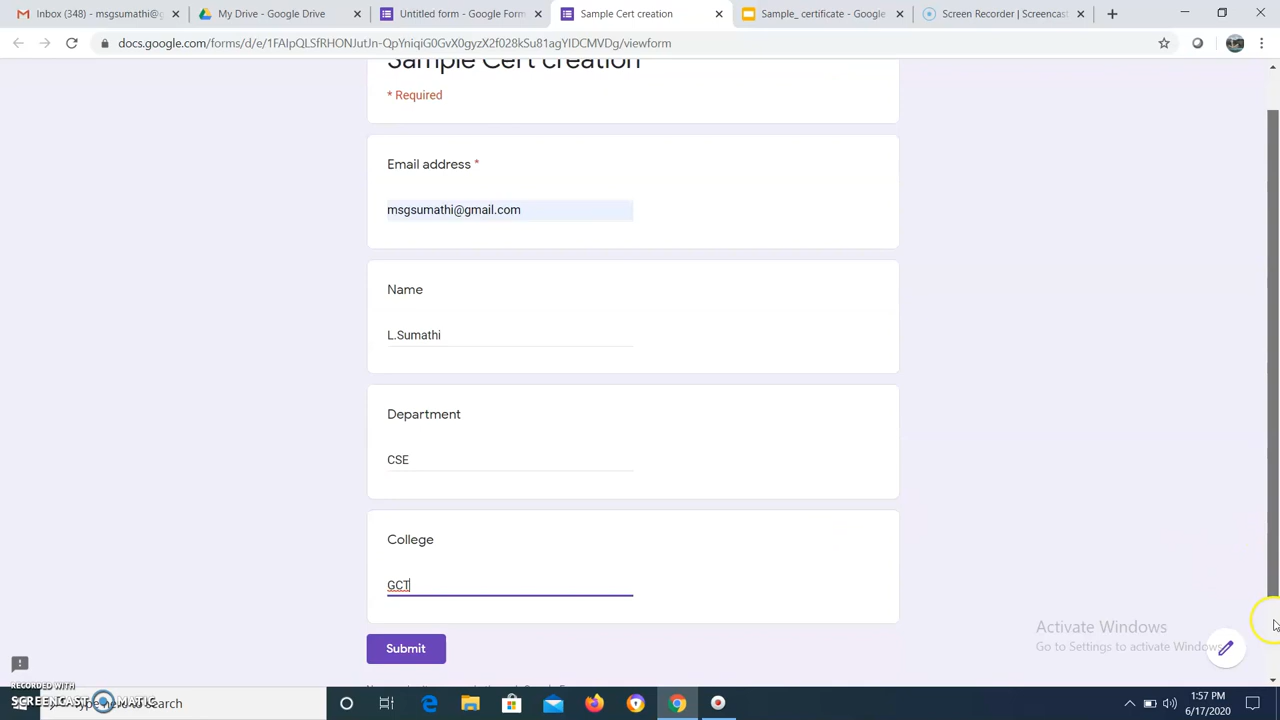 Inbox (348) - msgsumathi@g
My Drive - Google Drive
Untitled form - Google Form
Sample Cert creation
Sample_ certificate - Google
Screen Recorder | Screencast
docs.google.com/forms/d/e/1FAIpQLSfRHONJutJn-QpYniqiG0GvX0gyzX2f028kSu81agYIDCMVDg/viewform
Sample Cert creation
* Required
Email address *
msgsumathi@gmail.com
Name
L.Sumathi
Department
CSE
College
GCT
Submit
Activate Windows
Go to Settings to activate Windows.
RECORDED WITH
SCREENCAST MATIC
here to search
1:57 PM
6/17/2020